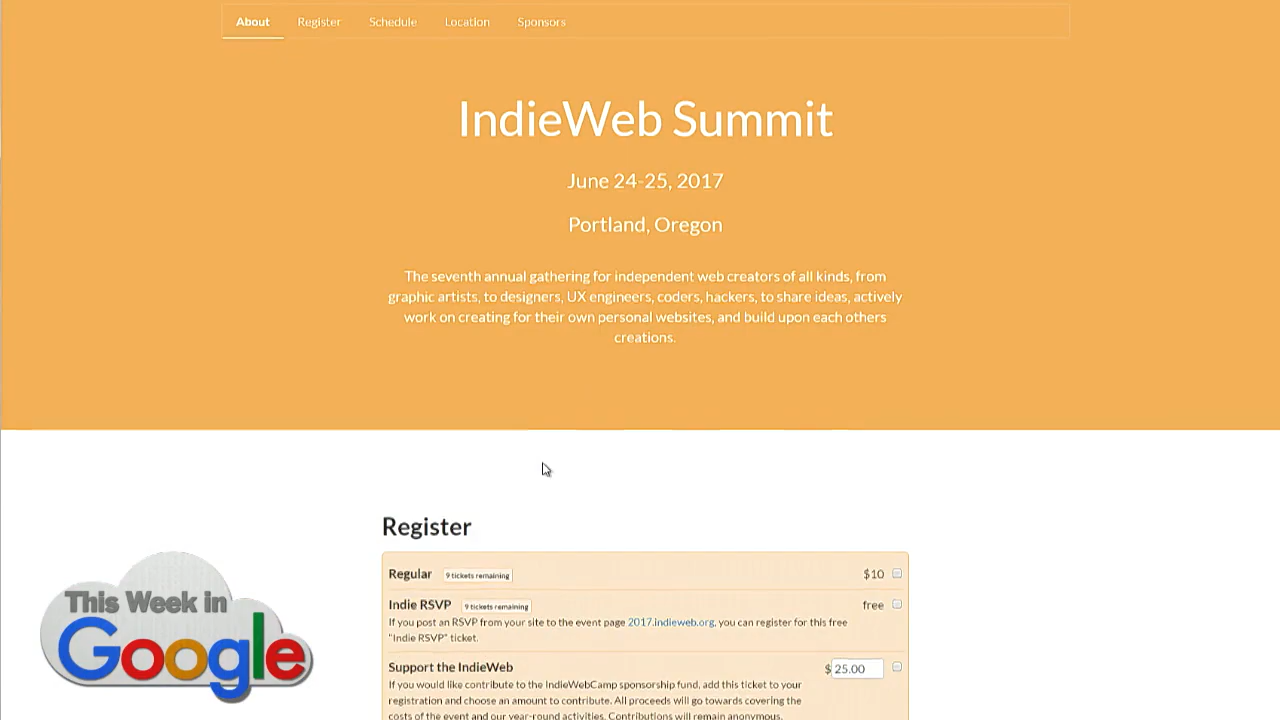 About Register Schedule Location Sponsors
IndieWeb Summit
June 24-25, 2017
Portland, Oregon
The seventh annual gathering for independent web creators of all kinds, from
graphic artists, to designers, UX engineers, coders, hackers, to share ideas, actively
work on creating for their own personal websites, and build upon each others
creations.
Register
Regular 9 tickets remaining $10
Indie RSVP 9 tickets remaining free
If you post an RSVP from your site to the event page 2017.indieweb.org, you can register for this free
"Indie RSVP" ticket.
Support the IndieWeb $ 25.00
If you would like contribute to the IndieWebCamp sponsorship fund, add this ticket to your
registration and choose an amount to contribute. All proceeds will go towards covering the
costs of the event and our year-round activities. Contributions will remain anonymous.
This Week in
Google